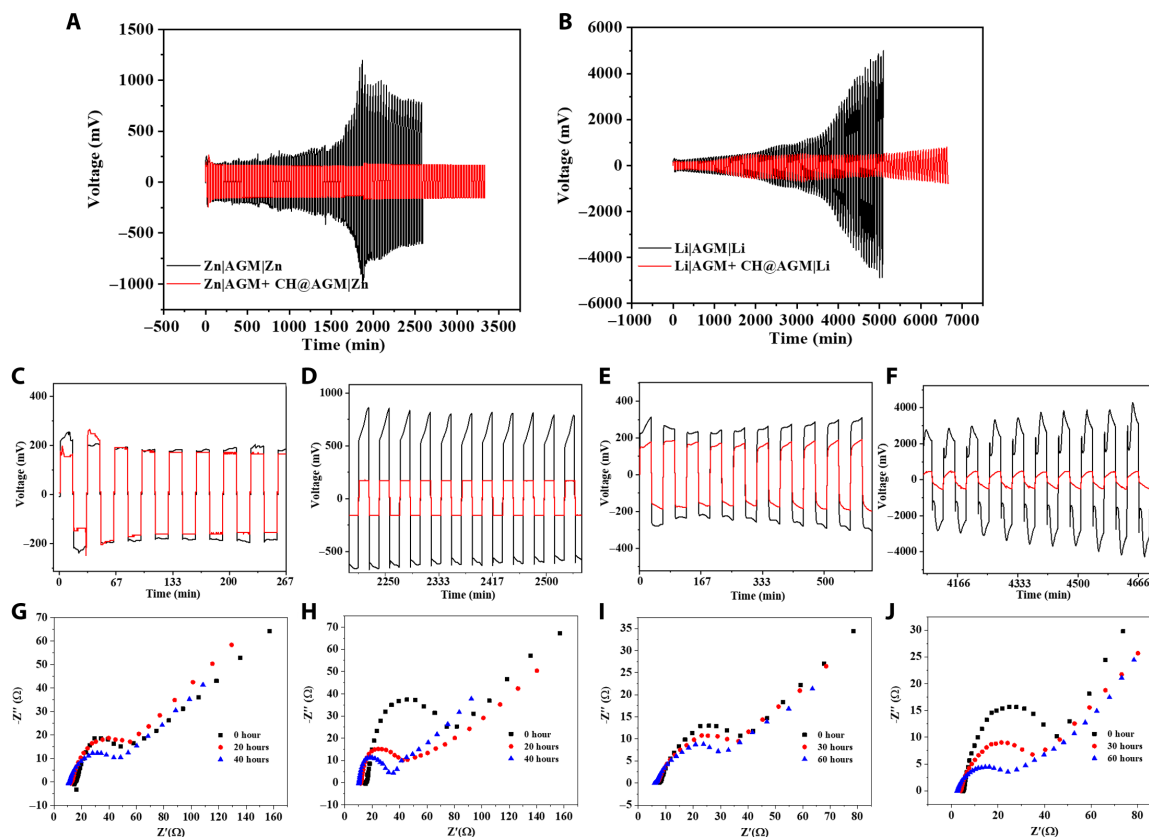 A
1500
1000
500
0
−500
−1000
Voltage (mV)
Zn|AGM|Zn
Zn|AGM+ CH@AGM|Zn
−500 0 500 1000 1500 2000 2500 3000 3500
Time (min)
B
6000
4000
2000
0
−2000
−4000
−6000
Voltage (mV)
Li|AGM|Li
Li|AGM+ CH@AGM|Li
−1000 0 1000 2000 3000 4000 5000 6000 7000 8000
Time (min)
C
400
200
0
−200
Voltage (mV)
0 67 133 200 267
Time (min)
D
1000
500
0
−500
Voltage (mV)
2250 2333 2417 2500
Time (min)
E
400
200
0
−200
−400
Voltage (mV)
0 167 333 500
Time (min)
F
4000
2000
0
−2000
−4000
Voltage (mV)
4166 4333 4500 4666
Time (min)
G
70
60
50
40
30
20
10
0
−10
-Z'' (Ω)
0 hour
20 hours
40 hours
0 20 40 60 80 100 120 140 160
Z'(Ω)
H
80
70
60
50
40
30
20
10
0
−10
-Z'' (Ω)
0 hour
20 hours
40 hours
0 20 40 60 80 100 120 140 160
Z'(Ω)
I
35
30
25
20
15
10
5
0
−5
-Z'' (Ω)
0 hour
30 hours
60 hours
0 10 20 30 40 50 60 70 80
Z'(Ω)
J
30
25
20
15
10
5
0
−5
-Z'' (Ω)
0 hour
30 hours
60 hours
0 20 40 60 80
Z'(Ω)